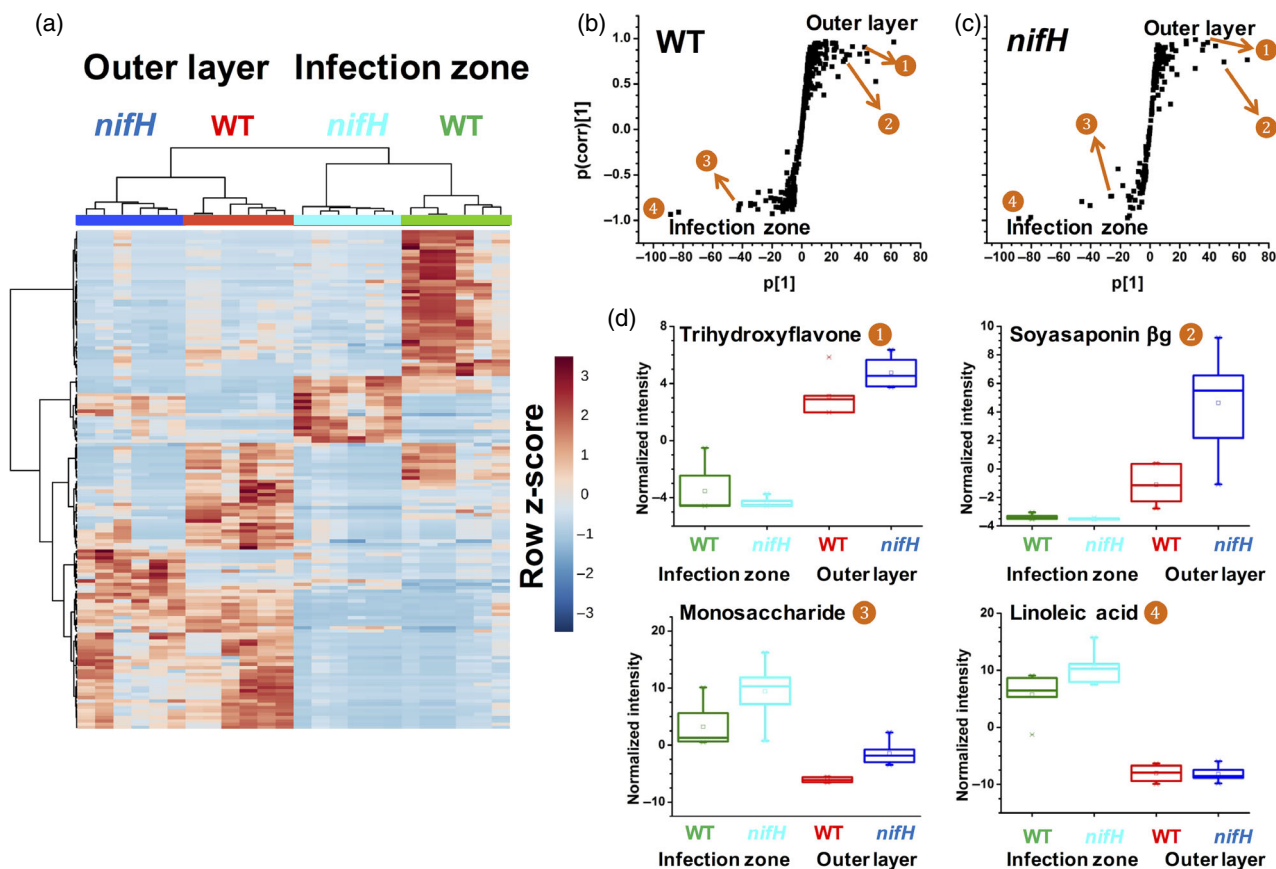 (a)
Outer layer Infection zone
nifH WT nifH WT
Row z-score
3
2
1
0
−1
−2
−3
(b)
WT
Outer layer
1
2
3
4
Infection zone
p(corr)[1]
1.0
0.5
0.0
−0.5
−1.0
−100 −80 −60 −40 −20 0 20 40 60 80
p[1]
(c)
nifH
Outer layer
1
2
3
4
Infection zone
−100 −80 −60 −40 −20 0 20 40 60 80
p[1]
(d)
Trihydroxyflavone 1
Normalized intensity
8
4
0
−4
WT nifH WT nifH
Infection zone Outer layer
Soyasaponin βg 2
Normalized intensity
10
8
6
4
2
0
−2
−4
WT nifH WT nifH
Infection zone Outer layer
Monosaccharide 3
Normalized intensity
20
10
0
−10
WT nifH WT nifH
Infection zone Outer layer
Linoleic acid 4
Normalized intensity
20
10
0
−10
WT nifH WT nifH
Infection zone Outer layer